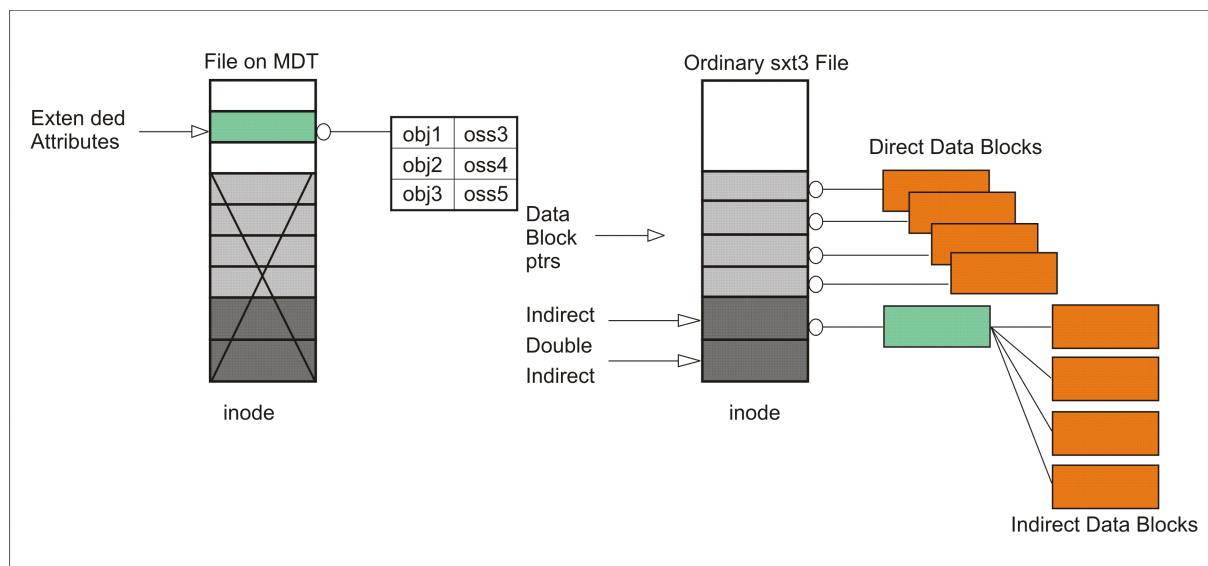 File on MDT
Exten ded
Attributes
obj1 oss3
obj2 oss4
obj3 oss5
inode
Ordinary sxt3 File
Data
Block
ptrs
Indirect
Double
Indirect
inode
Direct Data Blocks
Indirect Data Blocks